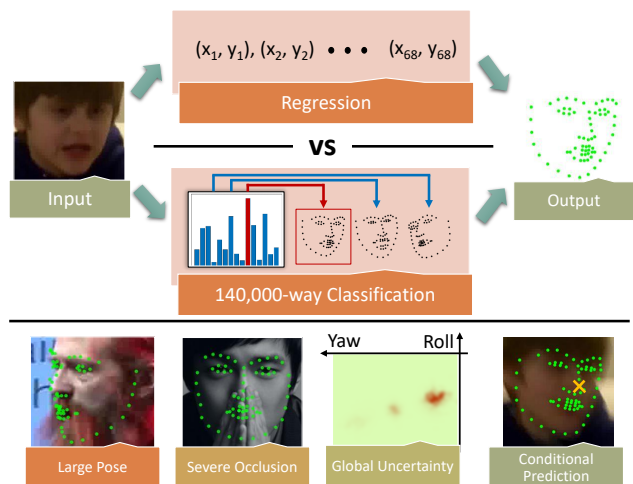 (x1, y1), (x2, y2) • • • (x68, y68)
Regression
Input
vs
Output
140,000-way Classification
Yaw
Roll
Large Pose
Severe Occlusion
Global Uncertainty
Conditional
Prediction